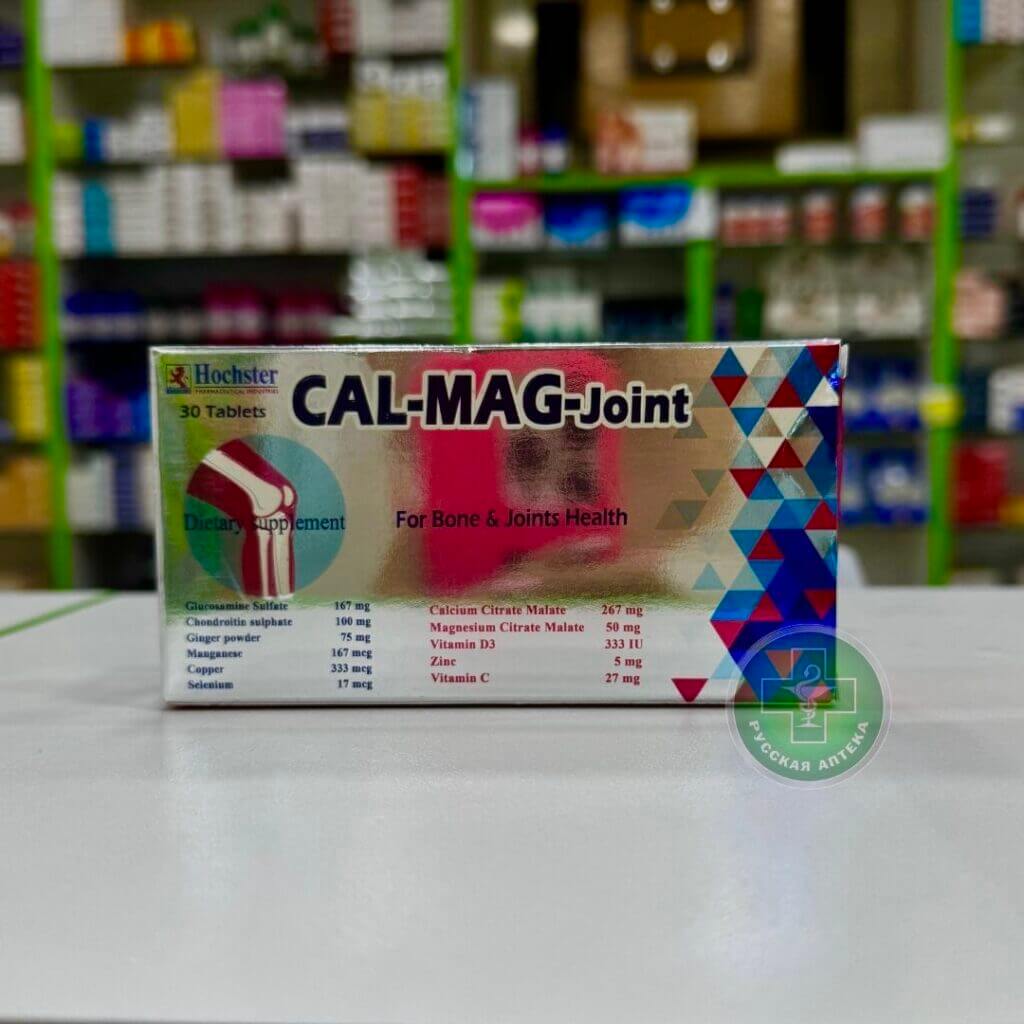 Hochster
PHARMACEUTICAL INDUSTRIES
30 Tablets
CAL-MAG-Joint
Dietary Supplement
For Bone & Joints Health
Glucosamine Sulfate 167 mg
Chondroitin sulphate 100 mg
Ginger powder 75 mg
Manganese 167 mcg
Copper 333 mcg
Selenium 17 mcg
Calcium Citrate Malate 267 mg
Magnesium Citrate Malate 50 mg
Vitamin D3 333 IU
Zinc 5 mg
Vitamin C 27 mg
РУССКАЯ АПТЕКА